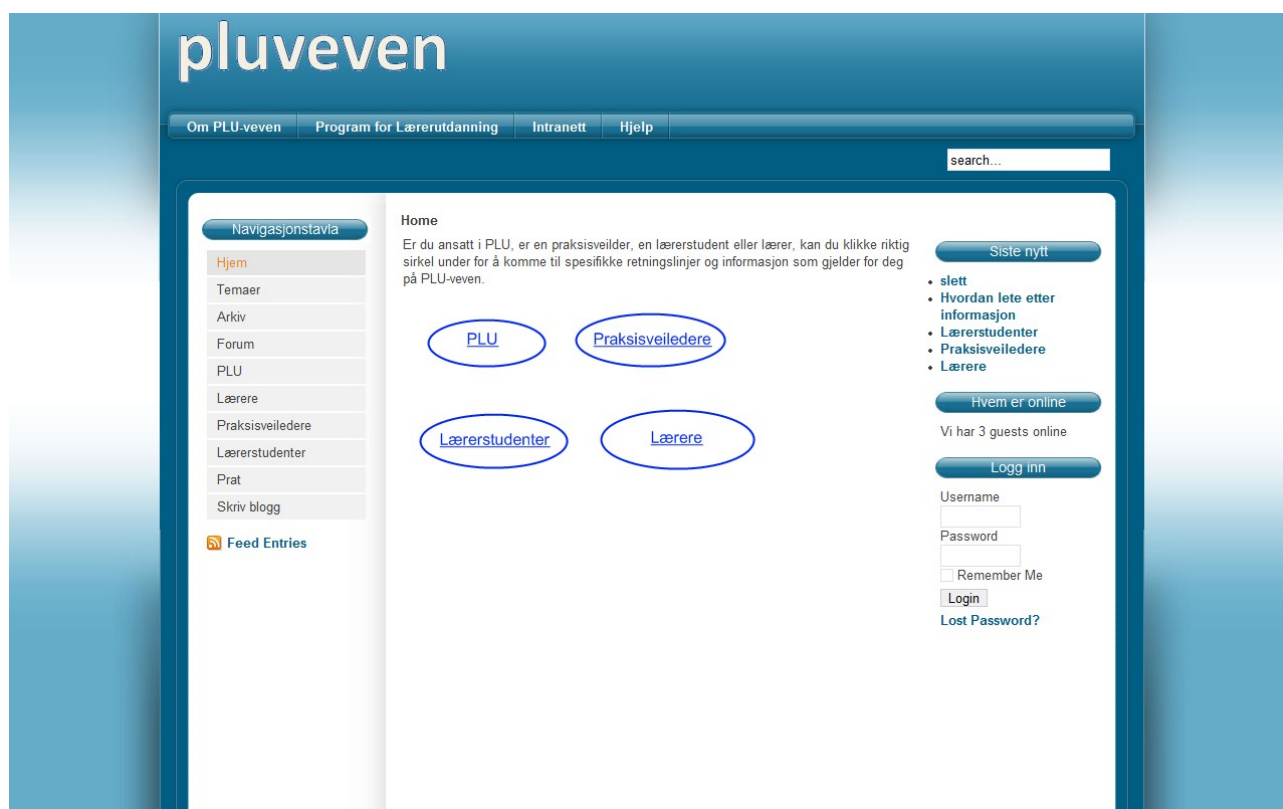 pluveven
Om PLU-veven Program for Lærerutdanning Intranett Hjelp
search...
Navigasjonstavla
Hjem
Temaer
Arkiv
Forum
PLU
Lærere
Praksisveiledere
Lærerstudenter
Prat
Skriv blogg
Feed Entries
Home
Er du ansatt i PLU, er en praksisveilder, en lærerstudent eller lærer, kan du klikke riktig
sirkel under for å komme til spesifikke retningslinjer og informasjon som gjelder for deg
på PLU-veven.
PLU Praksisveiledere
Lærerstudenter Lærere
Siste nytt
slett
Hvordan lete etter
informasjon
Lærerstudenter
Praksisveiledere
Lærere
Hvem er online
Vi har 3 guests online
Logg inn
Username
Password
Remember Me
Login
Lost Password?